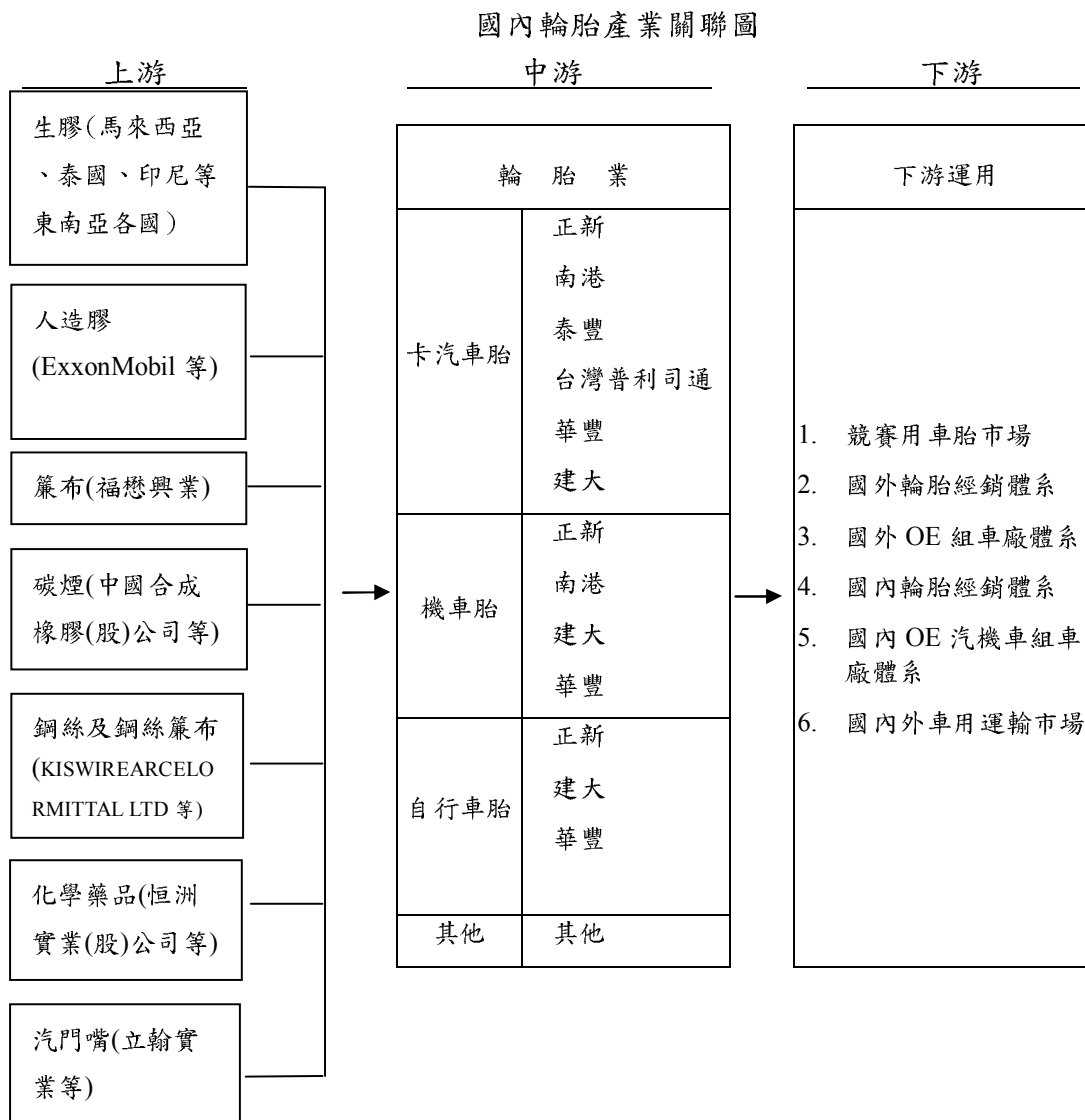 國內輪胎產業關聯圖
上游
中游
下游
生膠(馬來西亞
、泰國、印尼等
東南亞各國)
人造膠
(ExxonMobil 等)
簾布(福懋興業)
碳煙(中國合成
橡膠(股)公司等)
鋼絲及鋼絲簾布
(KISWIREARCELO
RMITTAL LTD 等)
化學藥品(恒洲
實業(股)公司等)
汽門嘴(立翰實
業等)
輪 胎 業
卡汽車胎
正新
南港
泰豐
台灣普利司通
華豐
建大
機車胎
正新
南港
建大
華豐
自行車胎
正新
建大
華豐
其他
其他
下游運用
1. 競賽用車胎市場
2. 國外輪胎經銷體系
3. 國外 OE 組車廠體系
4. 國內輪胎經銷體系
5. 國內 OE 汽機車組車
廠體系
6. 國內外車用運輸市場